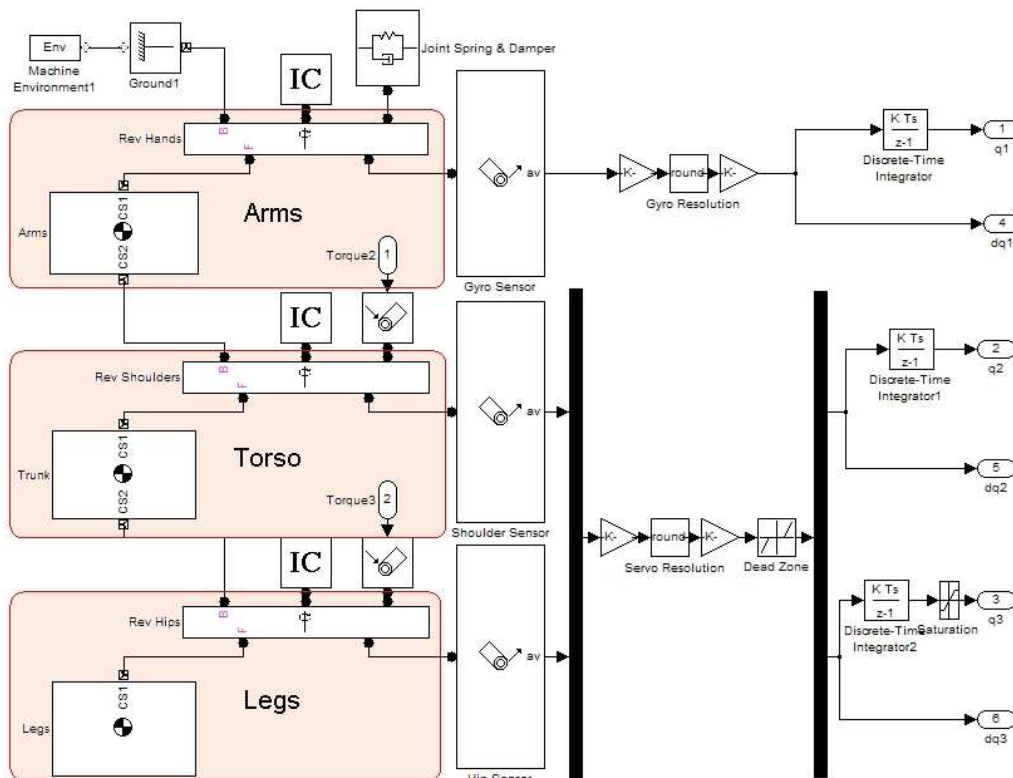 Env
Machine
Environment1
Ground1
IC
Joint Spring & Damper
Rev Hands
B
F
Arms
Arms
CS1
CS2
Torque2
1
av
Gyro Sensor
K-
round
K-
Gyro Resolution
K Ts
z-1
Discrete-Time
Integrator
1
q1
4
dq1
IC
Rev Shoulders
B
F
Torso
Trunk
CS1
CS2
Torque3
2
av
Shoulder Sensor
K Ts
z-1
Discrete-Time
Integrator1
2
q2
5
dq2
K-
round
K-
Servo Resolution
Dead Zone
IC
Rev Hips
B
F
Legs
Legs
CS1
av
Hip Sensor
K Ts
z-1
Discrete-Time
Integrator2
Saturation
3
q3
6
dq3